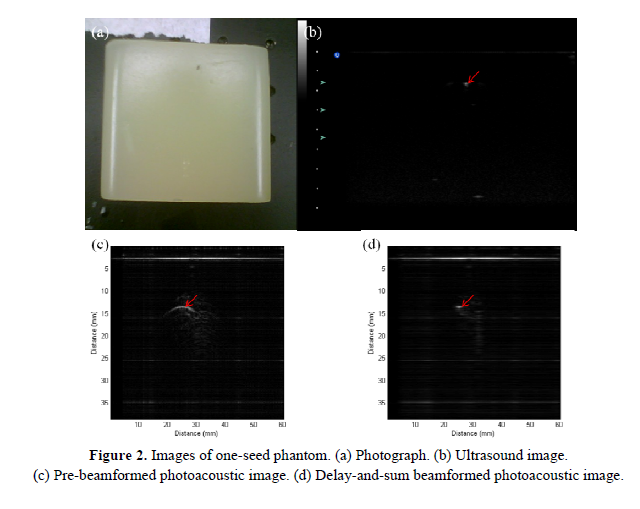 (a)
(b)
(c)
(d)
5
10
15
20
25
30
35
Distance (mm)
10 20 30 40 50 60
Distance (mm)
5
10
15
20
25
30
35
Distance (mm)
10 20 30 40 50 60
Distance (mm)
Figure 2. Images of one-seed phantom. (a) Photograph. (b) Ultrasound image.
(c) Pre-beamformed photoacoustic image. (d) Delay-and-sum beamformed photoacoustic image.